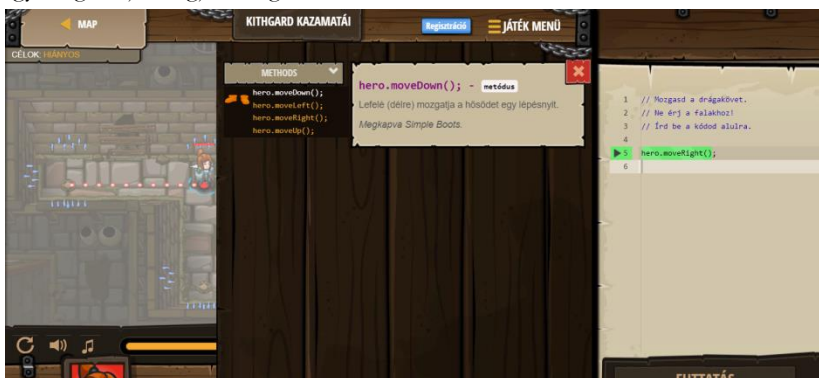 MAP
KITHGARD KAZAMATÁI
Regisztráció
JÁTÉK MENÜ
CÉLOK: HIÁNYOS
METHODS
hero.moveDown();
hero.moveLeft();
hero.moveRight();
hero.moveUp();
hero.moveDown(); - metódus
Lefelé (délre) mozgatja a hősödet egy lépésnyit.
Megkapva Simple Boots.
1 // Mozgasd a drágakövet.
2 // Ne érj a falakhoz!
3 // Írd be a kódod alulra.
4
5 hero.moveRight();
6
FUTTATÁS